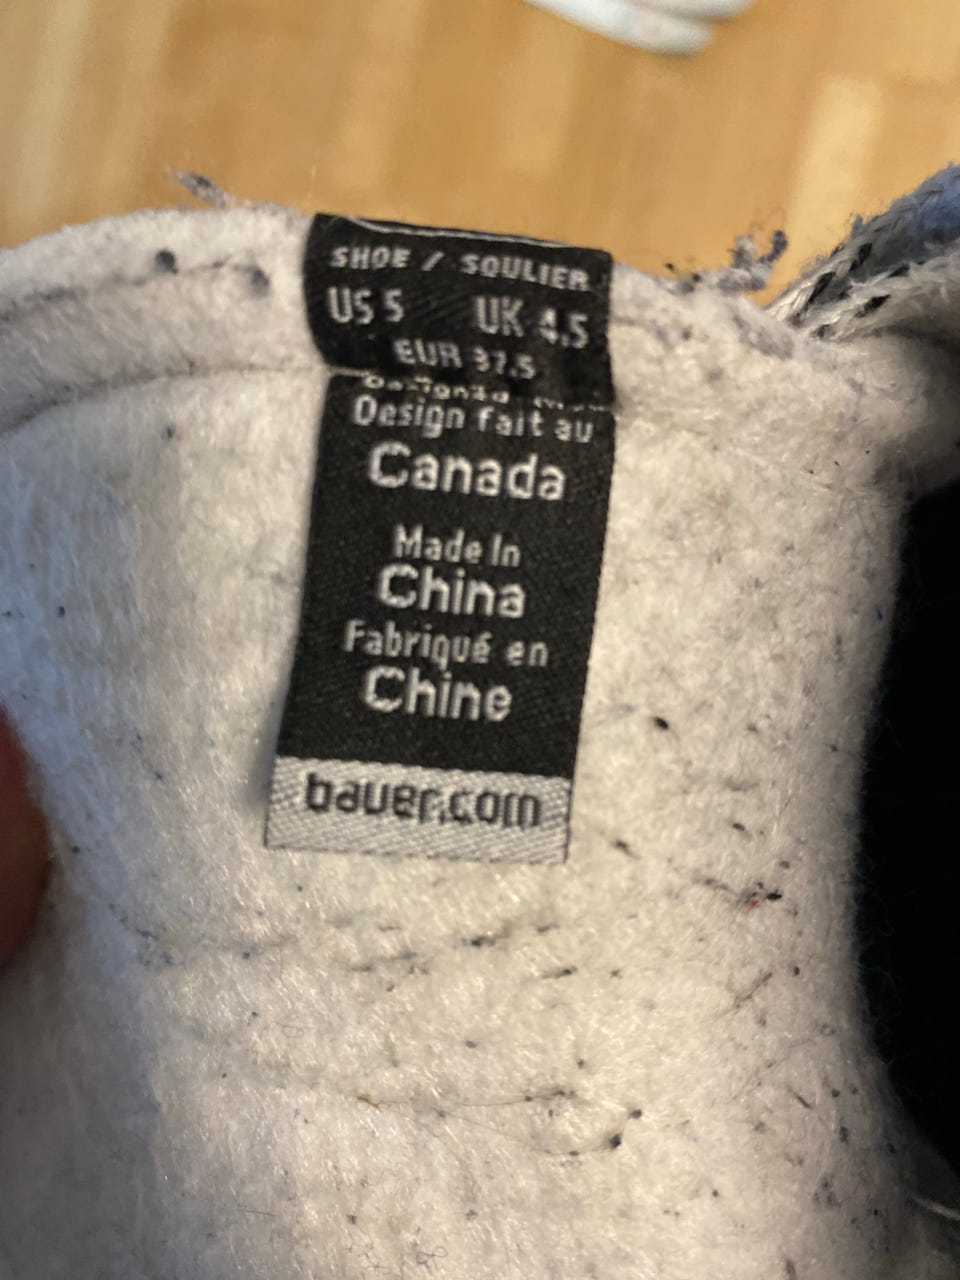 SHOE / SOULIER
US 5 UK 4.5
EUR 37.5
Designed
Design fait au
Canada
Made In
China
Fabriqué en
Chine
bauer.com